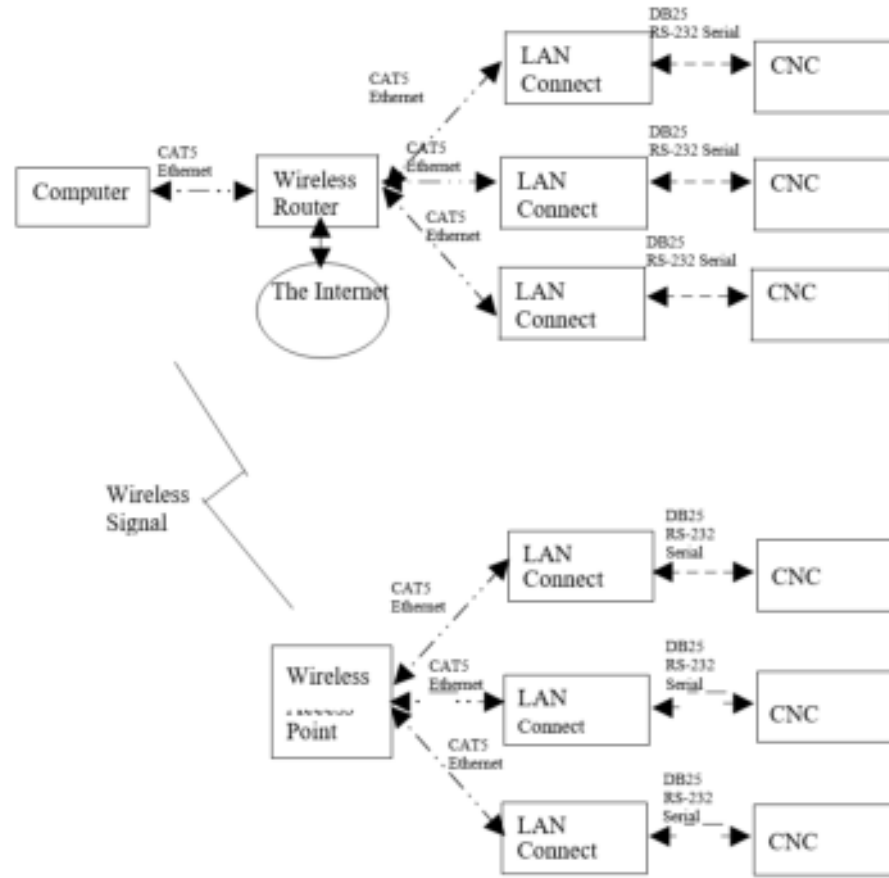 DB25
RS-232 Serial
LAN
Connect
CNC
CAT5
Ethernet
CAT5
Ethernet
Computer
Wireless
Router
CAT5
Ethernet
DB25
RS-232 Serial
LAN
Connect
CNC
CAT5
Ethernet
DB25
RS-232 Serial
LAN
Connect
CNC
The Internet
Wireless
Signal
DB25
RS-232
Serial
LAN
Connect
CNC
CAT5
Ethernet
Wireless
Point
CAT5
Ethernet
DB25
RS-232
Serial
LAN
Connect
CNC
CAT5
Ethernet
DB25
RS-232
Serial
LAN
Connect
CNC